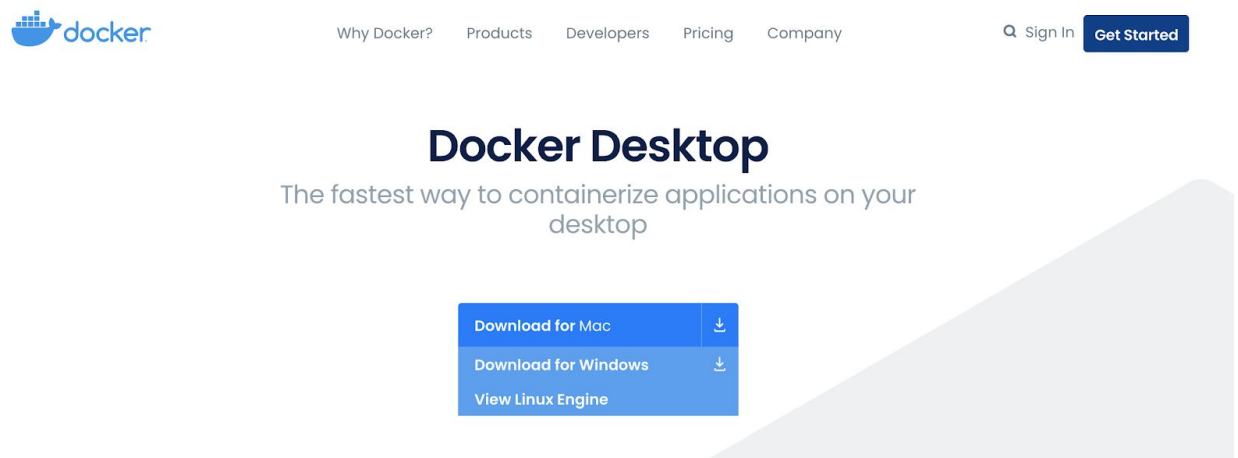 docker
Why Docker? Products Developers Pricing Company Sign In Get Started
Docker Desktop
The fastest way to containerize applications on your
desktop
Download for Mac
Download for Windows
View Linux Engine